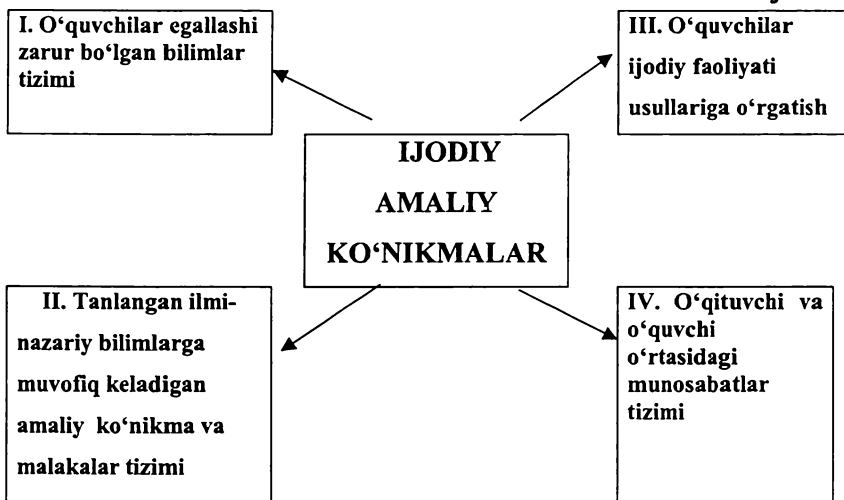 I. O‘quvchilar egallashi
zarur bo‘lgan bilimlar
tizimi
III. O‘quvchilar
ijodiy faoliyati
usullariga o‘rgatish
IJODIY
AMALIY
KO‘NIKMALAR
II. Tanlangan ilmi-
nazariy bilimlarga
muvofiq keladigan
amaliy ko‘nikma va
malakalar tizimi
IV. O‘qituvchi va
o‘quvchi
o‘rtasidagi
munosabatlar
tizimi